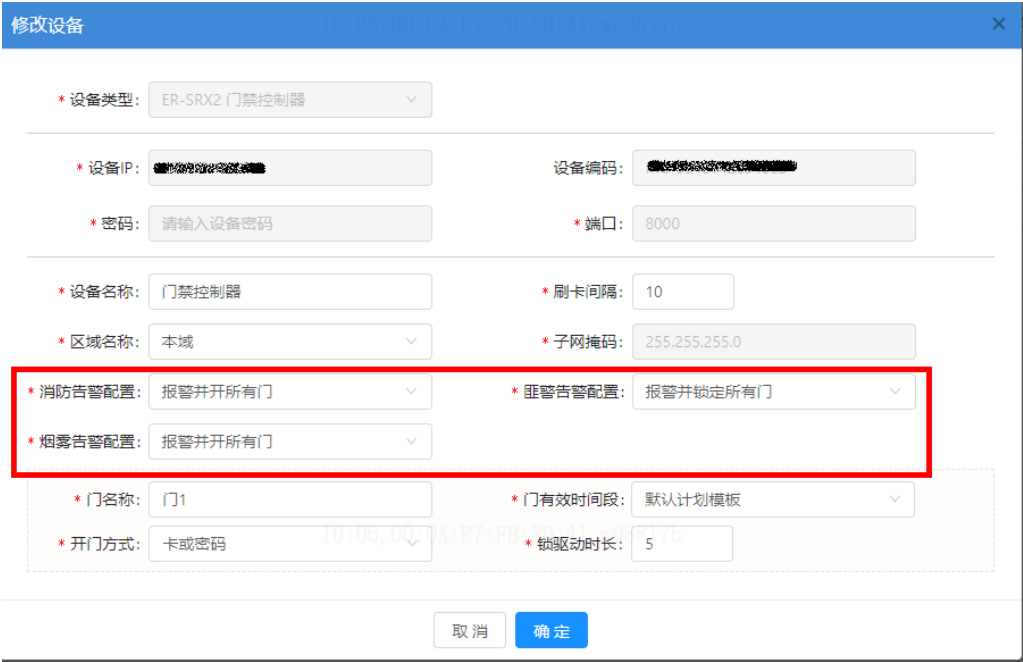 修改设备
10:06,00:0A:F7:FB:8D:41,w08817b
* 设备类型: ER-SRX2 门禁控制器
* 设备IP: 设备编码:
* 密码: 请输入设备密码 * 端口: 8000
* 设备名称: 门禁控制器 * 刷卡间隔: 10
* 区域名称: 本域 * 子网掩码: 255.255.255.0
* 消防告警配置: 报警并开所有门 * 匪警告警配置: 报警并锁定所有门
* 烟雾告警配置: 报警并开所有门
* 门名称: 门1 * 门有效时间段: 默认计划模板
10:06,00:0A:F7:FB:8D:41,w08817b
* 开门方式: 卡或密码 * 锁驱动时长: 5
取消 确定